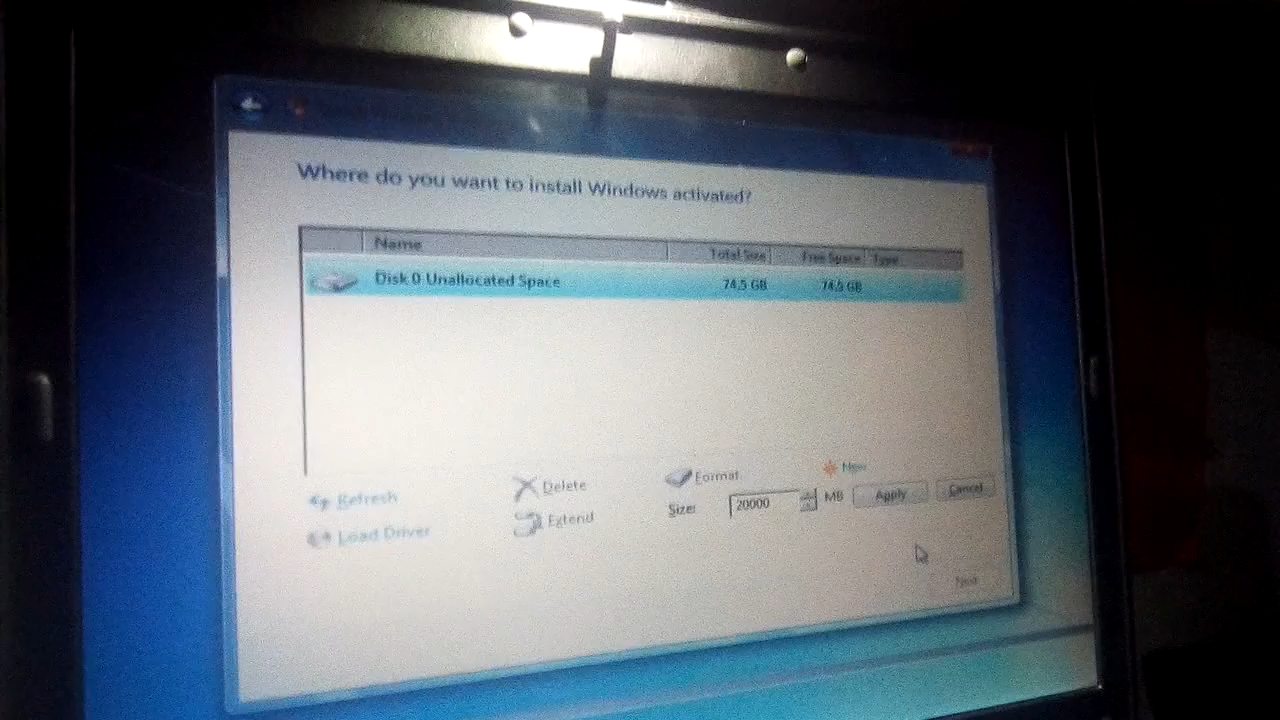 Where do you want to install Windows activated?
Name Total Size Free Space Type
Disk 0 Unallocated Space 74.5 GB 74.5 GB
Refresh Delete Format New
Load Driver Extend Size: 20000 MB Apply Cancel
Next